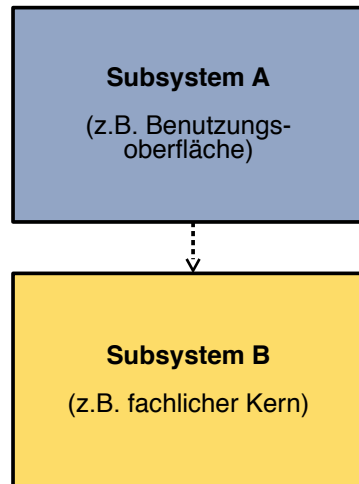 Subsystem A
(z.B. Benutzungs-
oberfläche)
Subsystem B
(z.B. fachlicher Kern)